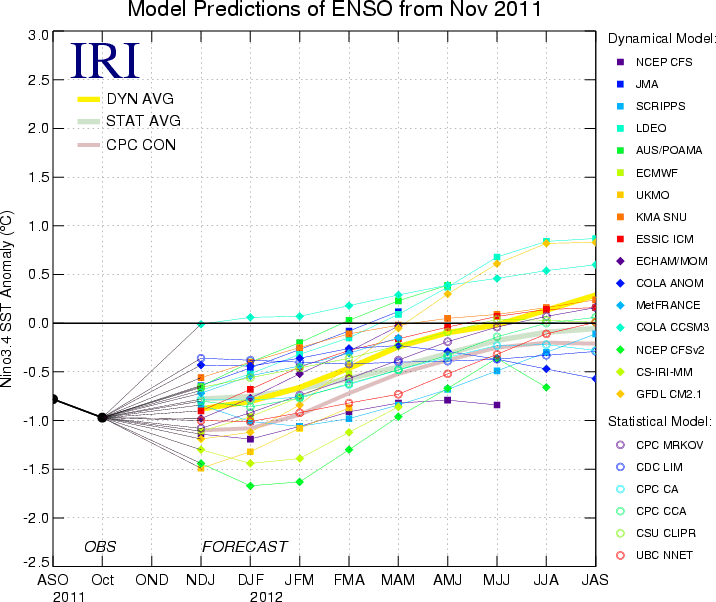 Model Predictions of ENSO from Nov 2011
IRI
DYN AVG
STAT AVG
CPC CON
Nino3.4 SST Anomaly (ºC)
3.0
2.5
2.0
1.5
1.0
0.5
0.0
-0.5
-1.0
-1.5
-2.0
-2.5
OBS
FORECAST
ASO Oct OND NDJ DJF JFM FMA MAM AMJ MJJ JJA JAS
2011 2012
Dynamical Model:
NCEP CFS
JMA
SCRIPPS
LDEO
AUS/POAMA
ECMWF
UKMO
KMA SNU
ESSIC ICM
ECHAM/MOM
COLA ANOM
MetFRANCE
COLA CCSM3
NCEP CFSv2
CS-IRI-MM
GFDL CM2.1
Statistical Model:
CPC MRKOV
CDC LIM
CPC CA
CPC CCA
CSU CLIPR
UBC NNET